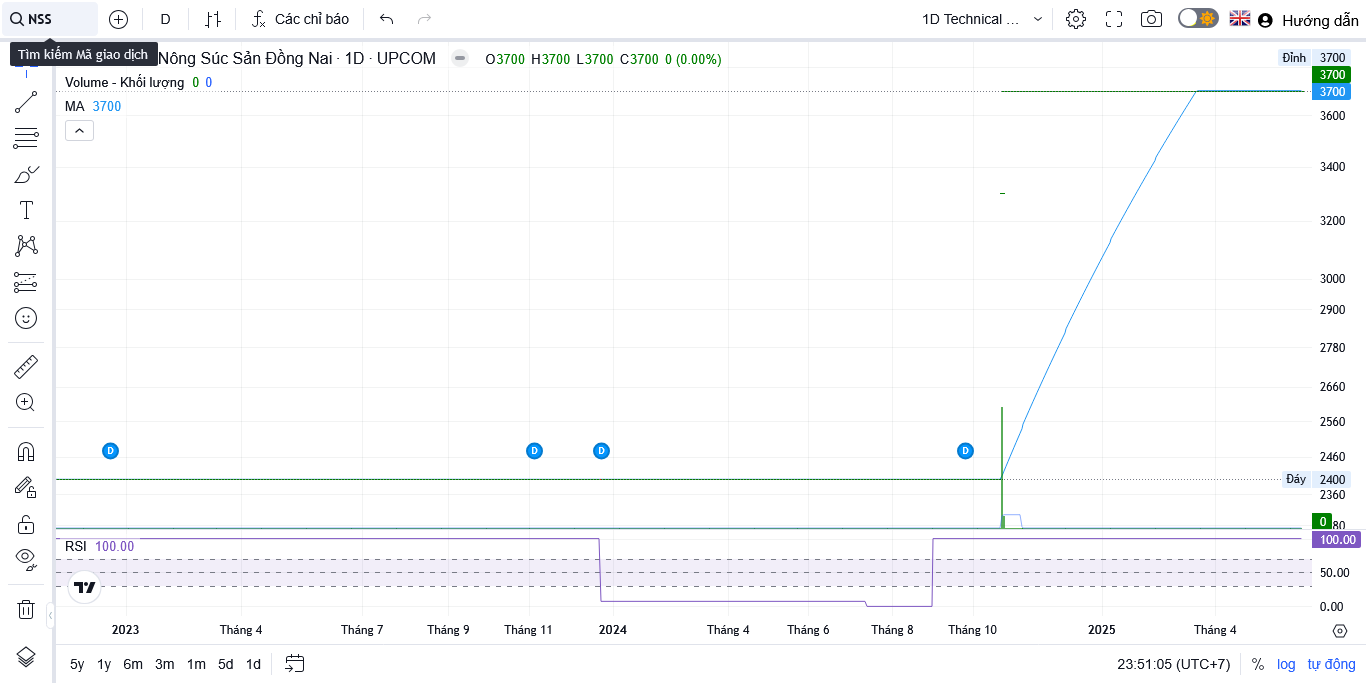 NSS
D
Các chỉ báo
1D Technical ...
Hướng dẫn
Tìm kiếm Mã giao dịch
Nông Súc Sản Đồng Nai · 1D · UPCOM
O3700 H3700 L3700 C3700 0 (0.00%)
Volume - Khối lượng 0 0
MA 3700
Đỉnh 3700
3700
3700
3600
3400
3200
3000
2900
2780
2660
2560
2460
Đáy 2400
2360
0
80
D
D
D
D
RSI 100.00
100.00
50.00
0.00
2023
Tháng 4
Tháng 7
Tháng 9
Tháng 11
2024
Tháng 4
Tháng 6
Tháng 8
Tháng 10
2025
Tháng 4
5y 1y 6m 3m 1m 5d 1d
23:51:05 (UTC+7)
% log tự động